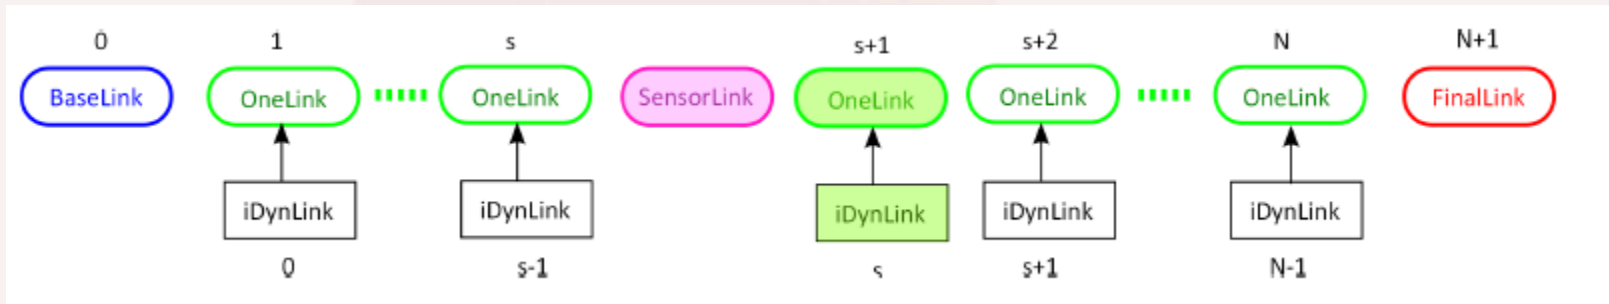 0 1 s s+1 s+2 N N+1
BaseLink OneLink OneLink SensorLink OneLink OneLink OneLink FinalLink
iDynLink iDynLink iDynLink iDynLink iDynLink
0 s-1 s s+1 N-1